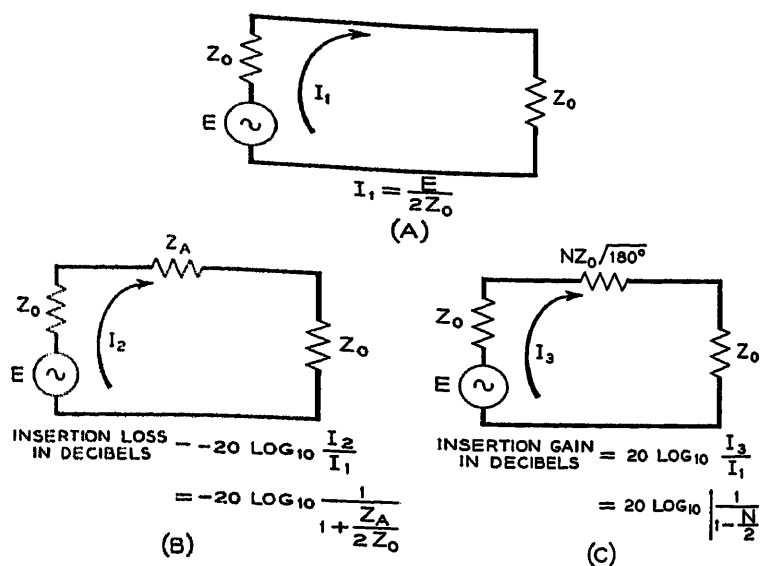 Z₀
I₁
Z₀
E
I₁ = E/2Z₀
(A)
Z_A
Z₀
I₂
Z₀
E
INSERTION LOSS
IN DECIBELS – –20 LOG₁₀ I₂/I₁
= –20 LOG₁₀ 1/(1 + Z_A/2Z₀)
(B)
NZ₀/180°
Z₀
I₃
Z₀
E
INSERTION GAIN
IN DECIBELS = 20 LOG₁₀ I₃/I₁
= 20 LOG₁₀ |1/(1 – N/2)
(C)